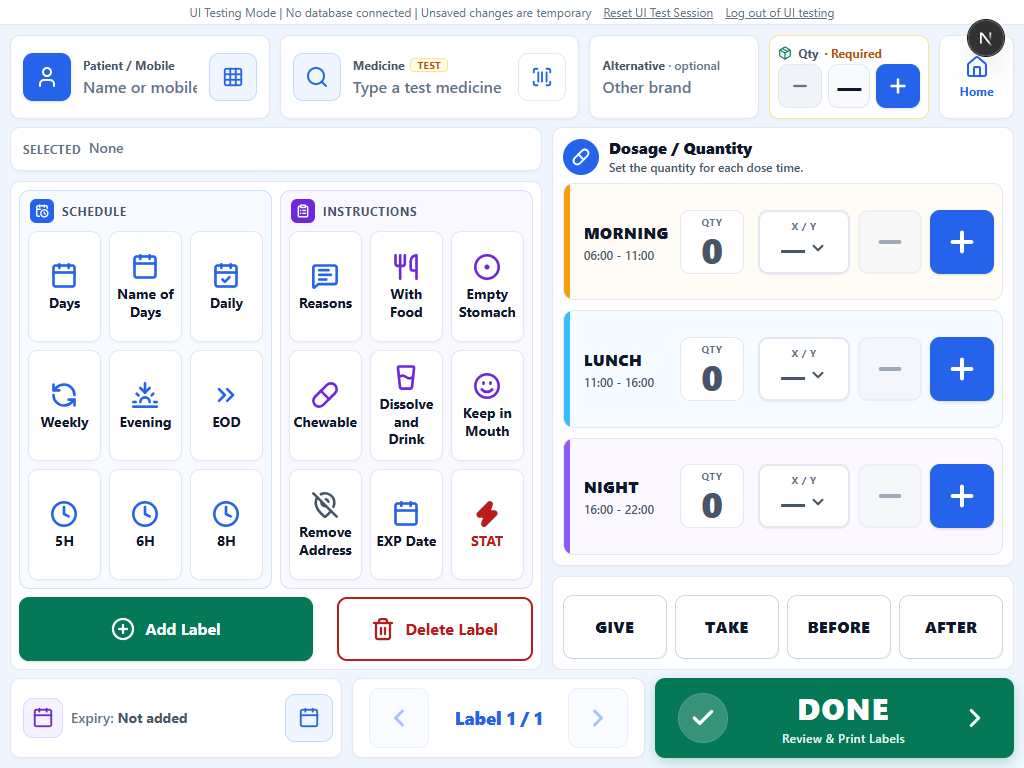 UI Testing Mode | No database connected | Unsaved changes are temporary Reset UI Test Session Log out of UI testing
Patient / Mobile
Name or mobile
Medicine TEST
Type a test medicine
Alternative · optional
Other brand
Qty · Required
N
Home
SELECTED None
SCHEDULE
Days
Name of Days
Daily
Weekly
Evening
EOD
5H
6H
8H
INSTRUCTIONS
Reasons
With Food
Empty Stomach
Chewable
Dissolve and Drink
Keep in Mouth
Remove Address
EXP Date
STAT
Add Label
Delete Label
Dosage / Quantity
Set the quantity for each dose time.
MORNING
06:00 - 11:00
QTY
0
X / Y
—
LUNCH
11:00 - 16:00
QTY
0
X / Y
—
NIGHT
16:00 - 22:00
QTY
0
X / Y
—
GIVE
TAKE
BEFORE
AFTER
Expiry: Not added
Label 1 / 1
DONE
Review & Print Labels